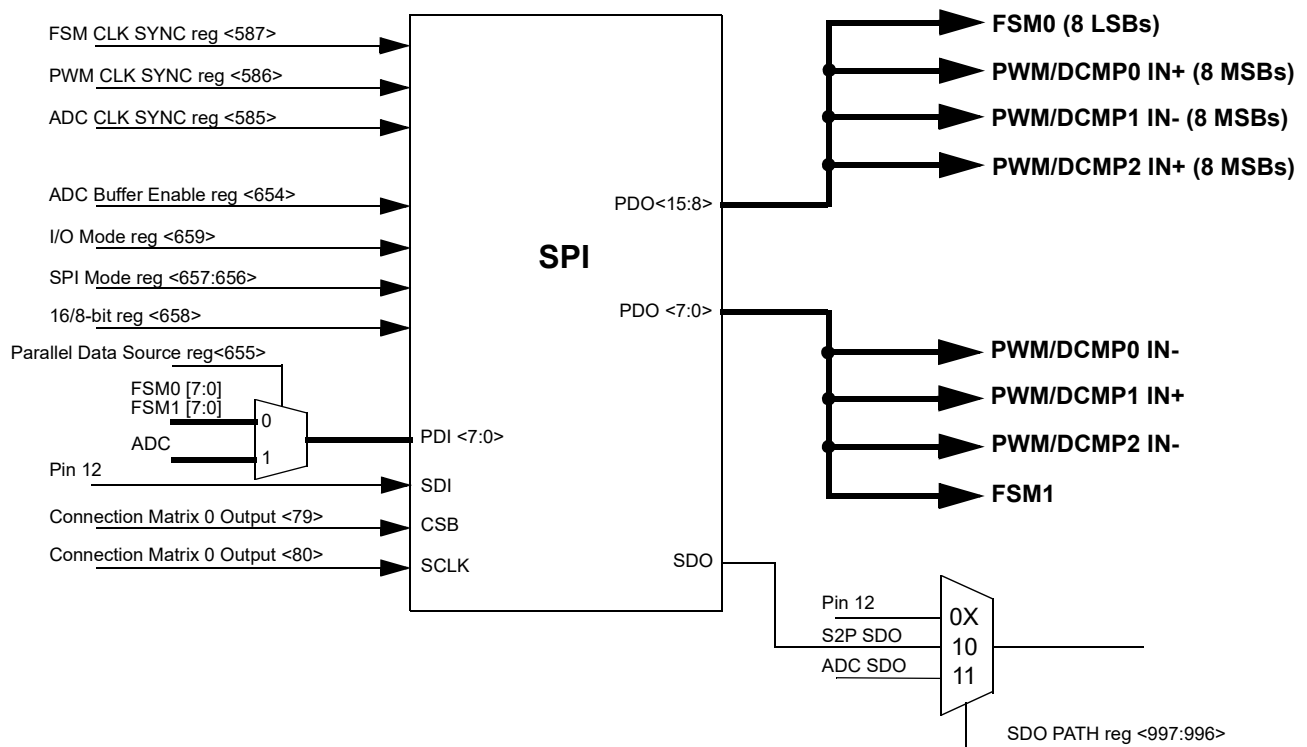 FSM CLK SYNC reg <587>
PWM CLK SYNC reg <586>
ADC CLK SYNC reg <585>
ADC Buffer Enable reg <654>
I/O Mode reg <659>
SPI Mode reg <657:656>
16/8-bit reg <658>
Parallel Data Source reg<655>
FSM0 [7:0]
FSM1 [7:0]
0
ADC
1
Pin 12
Connection Matrix 0 Output <79>
Connection Matrix 0 Output <80>
PDI <7:0>
SDI
CSB
SCLK
SPI
PDO<15:8>
PDO <7:0>
SDO
FSM0 (8 LSBs)
PWM/DCMP0 IN+ (8 MSBs)
PWM/DCMP1 IN- (8 MSBs)
PWM/DCMP2 IN+ (8 MSBs)
PWM/DCMP0 IN-
PWM/DCMP1 IN+
PWM/DCMP2 IN-
FSM1
Pin 12
S2P SDO
ADC SDO
0X
10
11
SDO PATH reg <997:996>